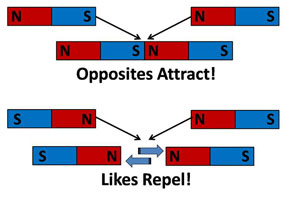 N S N S
N S N S
Opposites Attract!
S N N S
S N N S
Likes Repel!